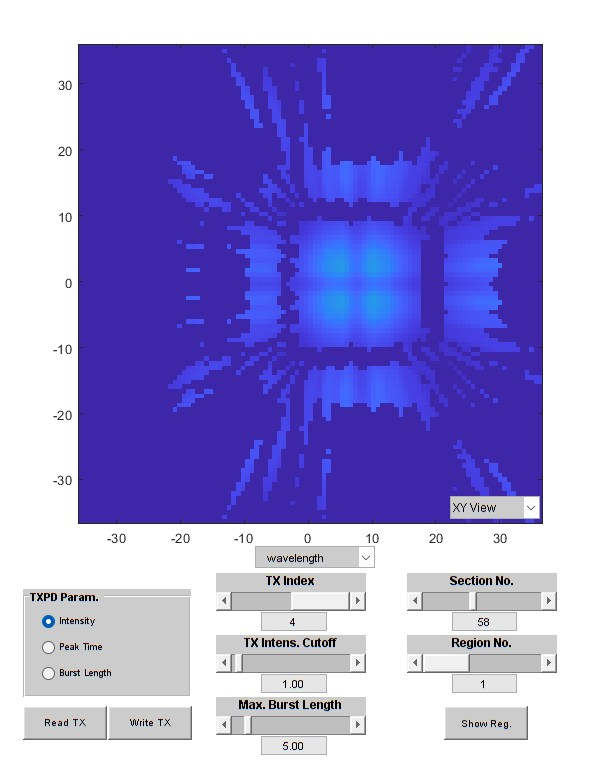 30
20
10
0
-10
-20
-30
-30 -20 -10 0 10 20 30
XY View
wavelength
TXPD Param.
Intensity
Peak Time
Burst Length
Read TX Write TX
TX Index
4
TX Intens. Cutoff
1.00
Max. Burst Length
5.00
Section No.
58
Region No.
1
Show Reg.